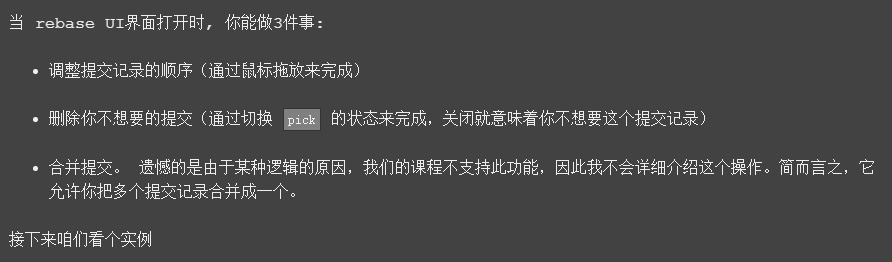 当 rebase UI界面打开时, 你能做3件事:
• 调整提交记录的顺序（通过鼠标拖放来完成）
• 删除你不想要的提交（通过切换 pick 的状态来完成，关闭就意味着你不想要这个提交记录）
• 合并提交。 遗憾的是由于某种逻辑的原因，我们的课程不支持此功能，因此我不会详细介绍这个操作。简而言之，它
允许你把多个提交记录合并成一个。
接下来咱们看个实例